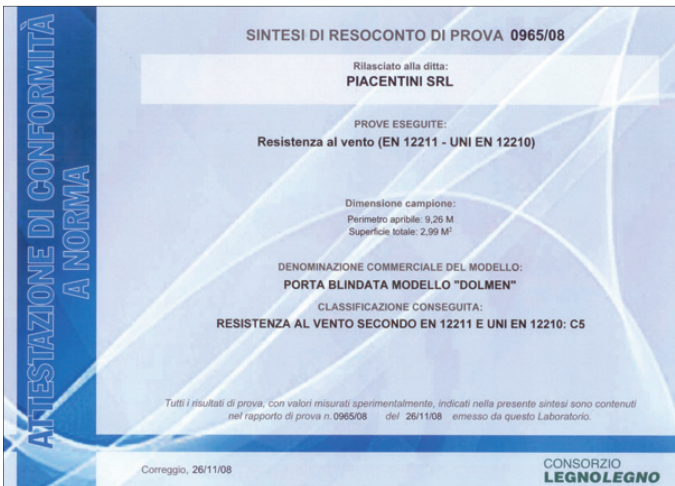 ATTESTAZIONE DI CONFORMITÀ
A NORMA
SINTESI DI RESOCONTO DI PROVA 0965/08
Rilasciato alla ditta:
PIACENTINI SRL
PROVE ESEGUITE:
Resistenza al vento (EN 12211 - UNI EN 12210)
Dimensione campione:
Perimetro apribile: 9,26 M
Superficie totale: 2,99 M²
DENOMINAZIONE COMMERCIALE DEL MODELLO:
PORTA BLINDATA MODELLO "DOLMEN"
CLASSIFICAZIONE CONSEGUITA:
RESISTENZA AL VENTO SECONDO EN 12211 E UNI EN 12210: C5
Tutti i risultati di prova, con valori misurati sperimentalmente, indicati nella presente sintesi sono contenuti
nel rapporto di prova n. 0965/08 del 26/11/08 emesso da questo Laboratorio.
Correggio, 26/11/08
CONSORZIO
LEGNOLEGNO